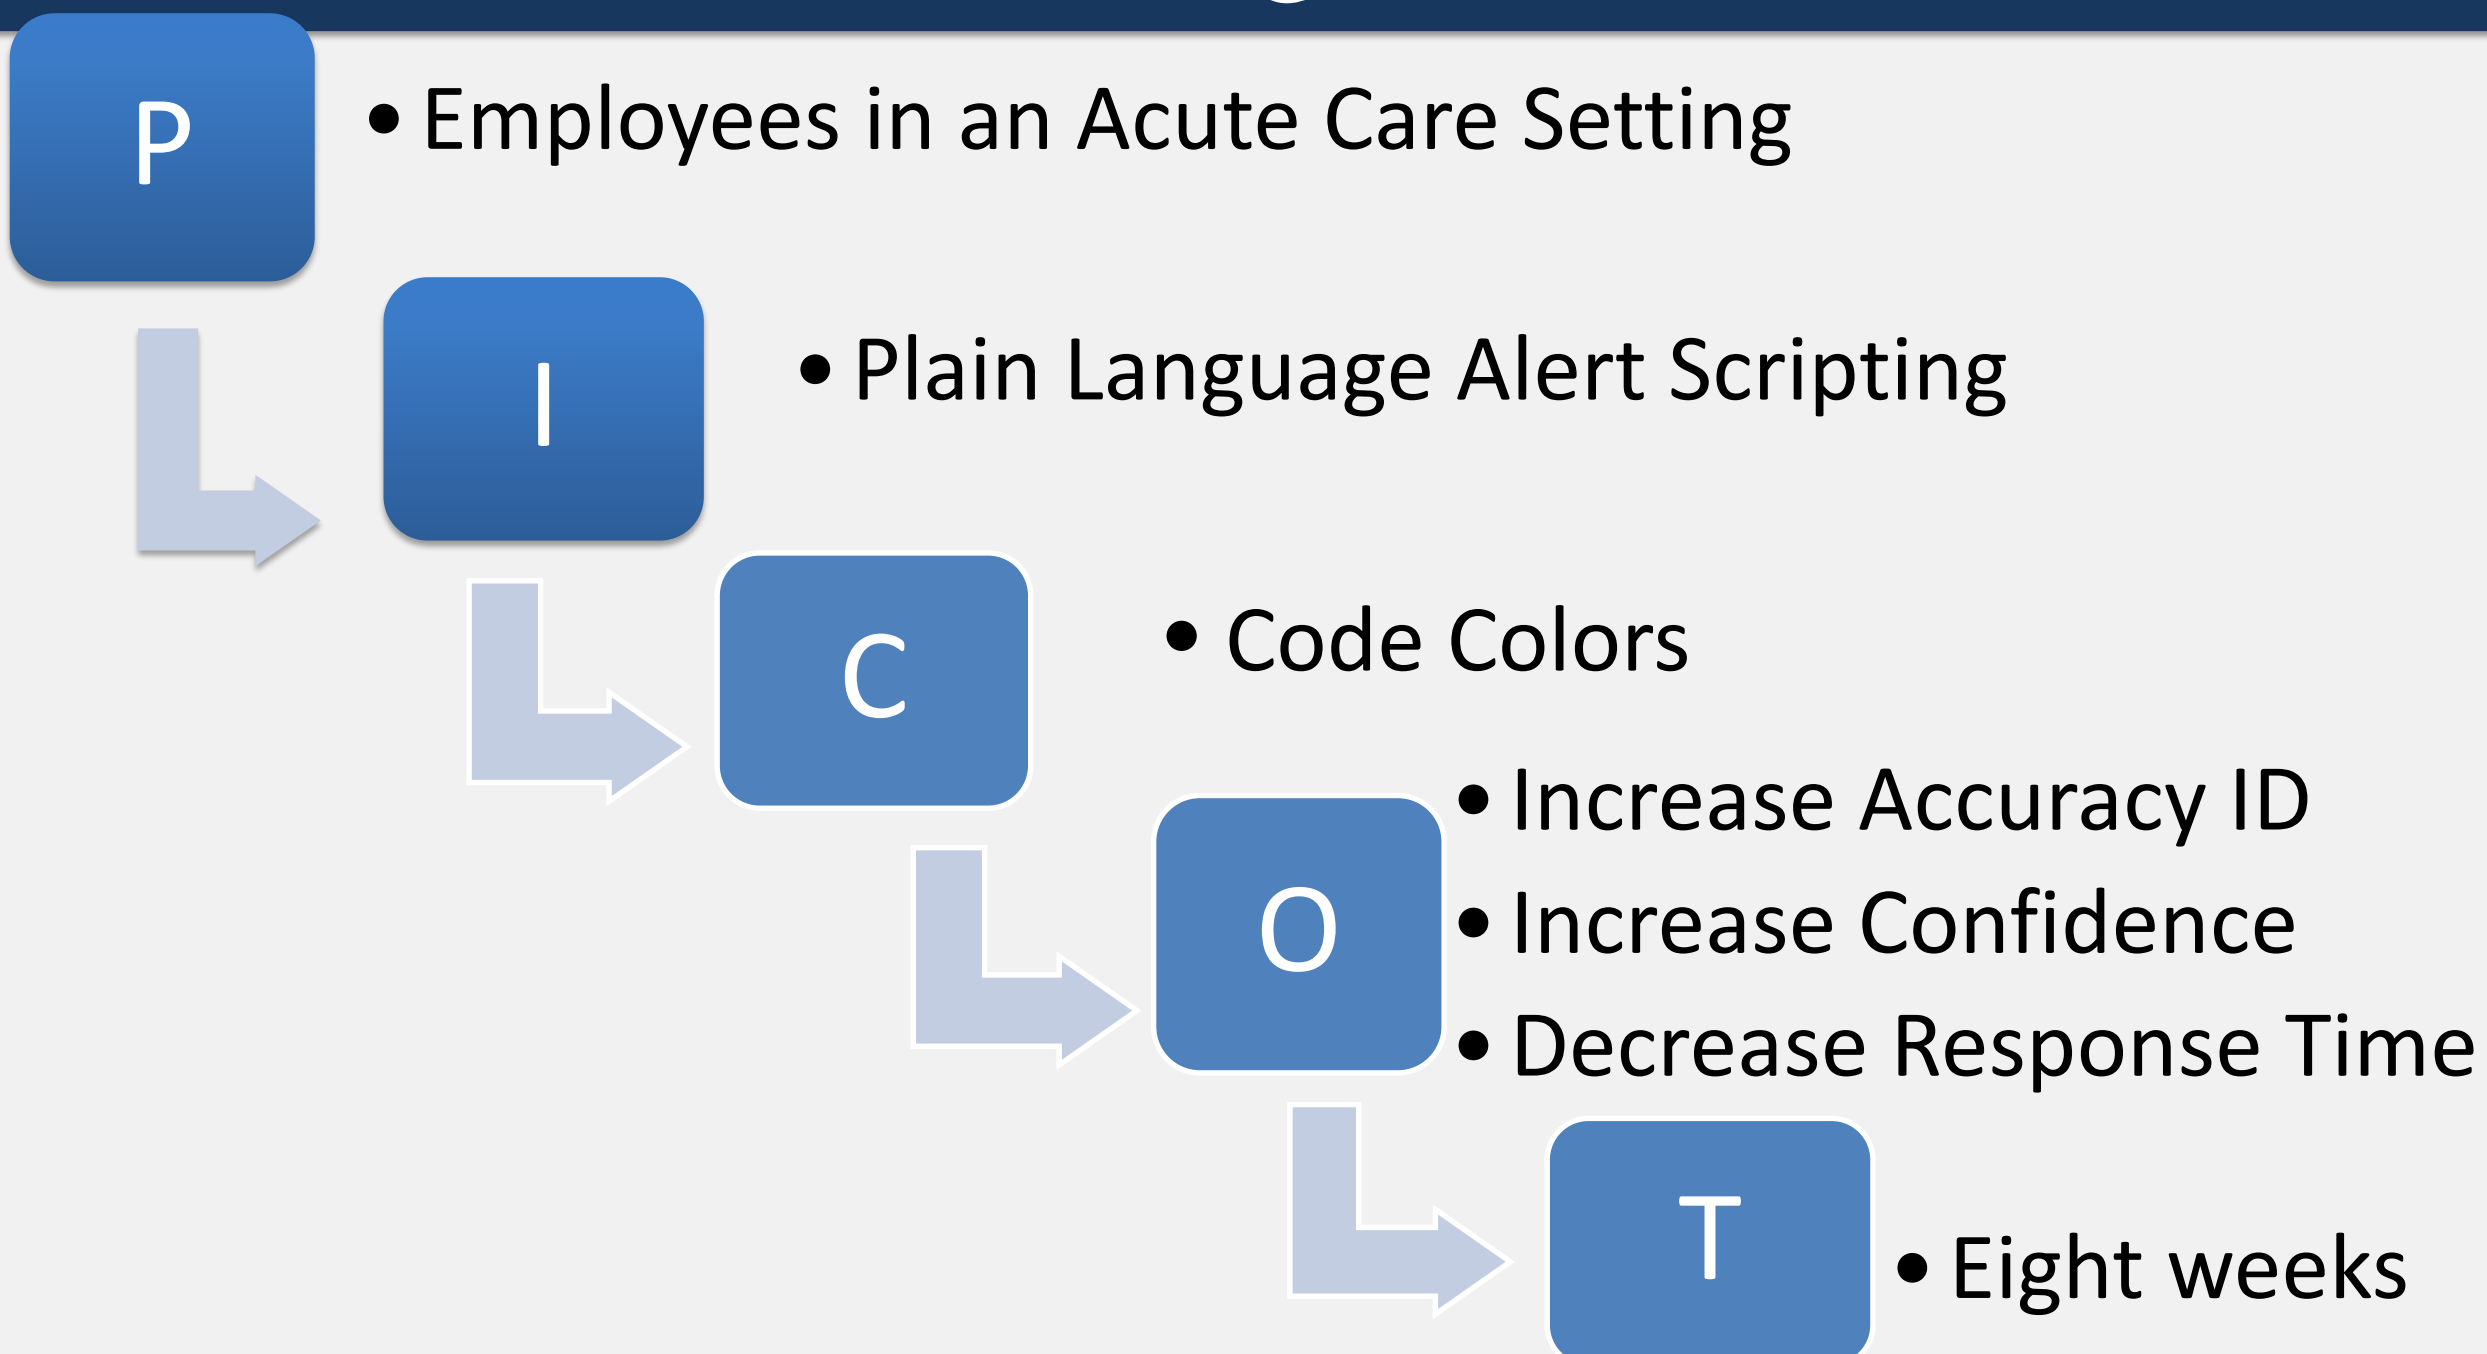 P
• Employees in an Acute Care Setting
I
• Plain Language Alert Scripting
C
• Code Colors
O
• Increase Accuracy ID
• Increase Confidence
• Decrease Response Time
T
• Eight weeks